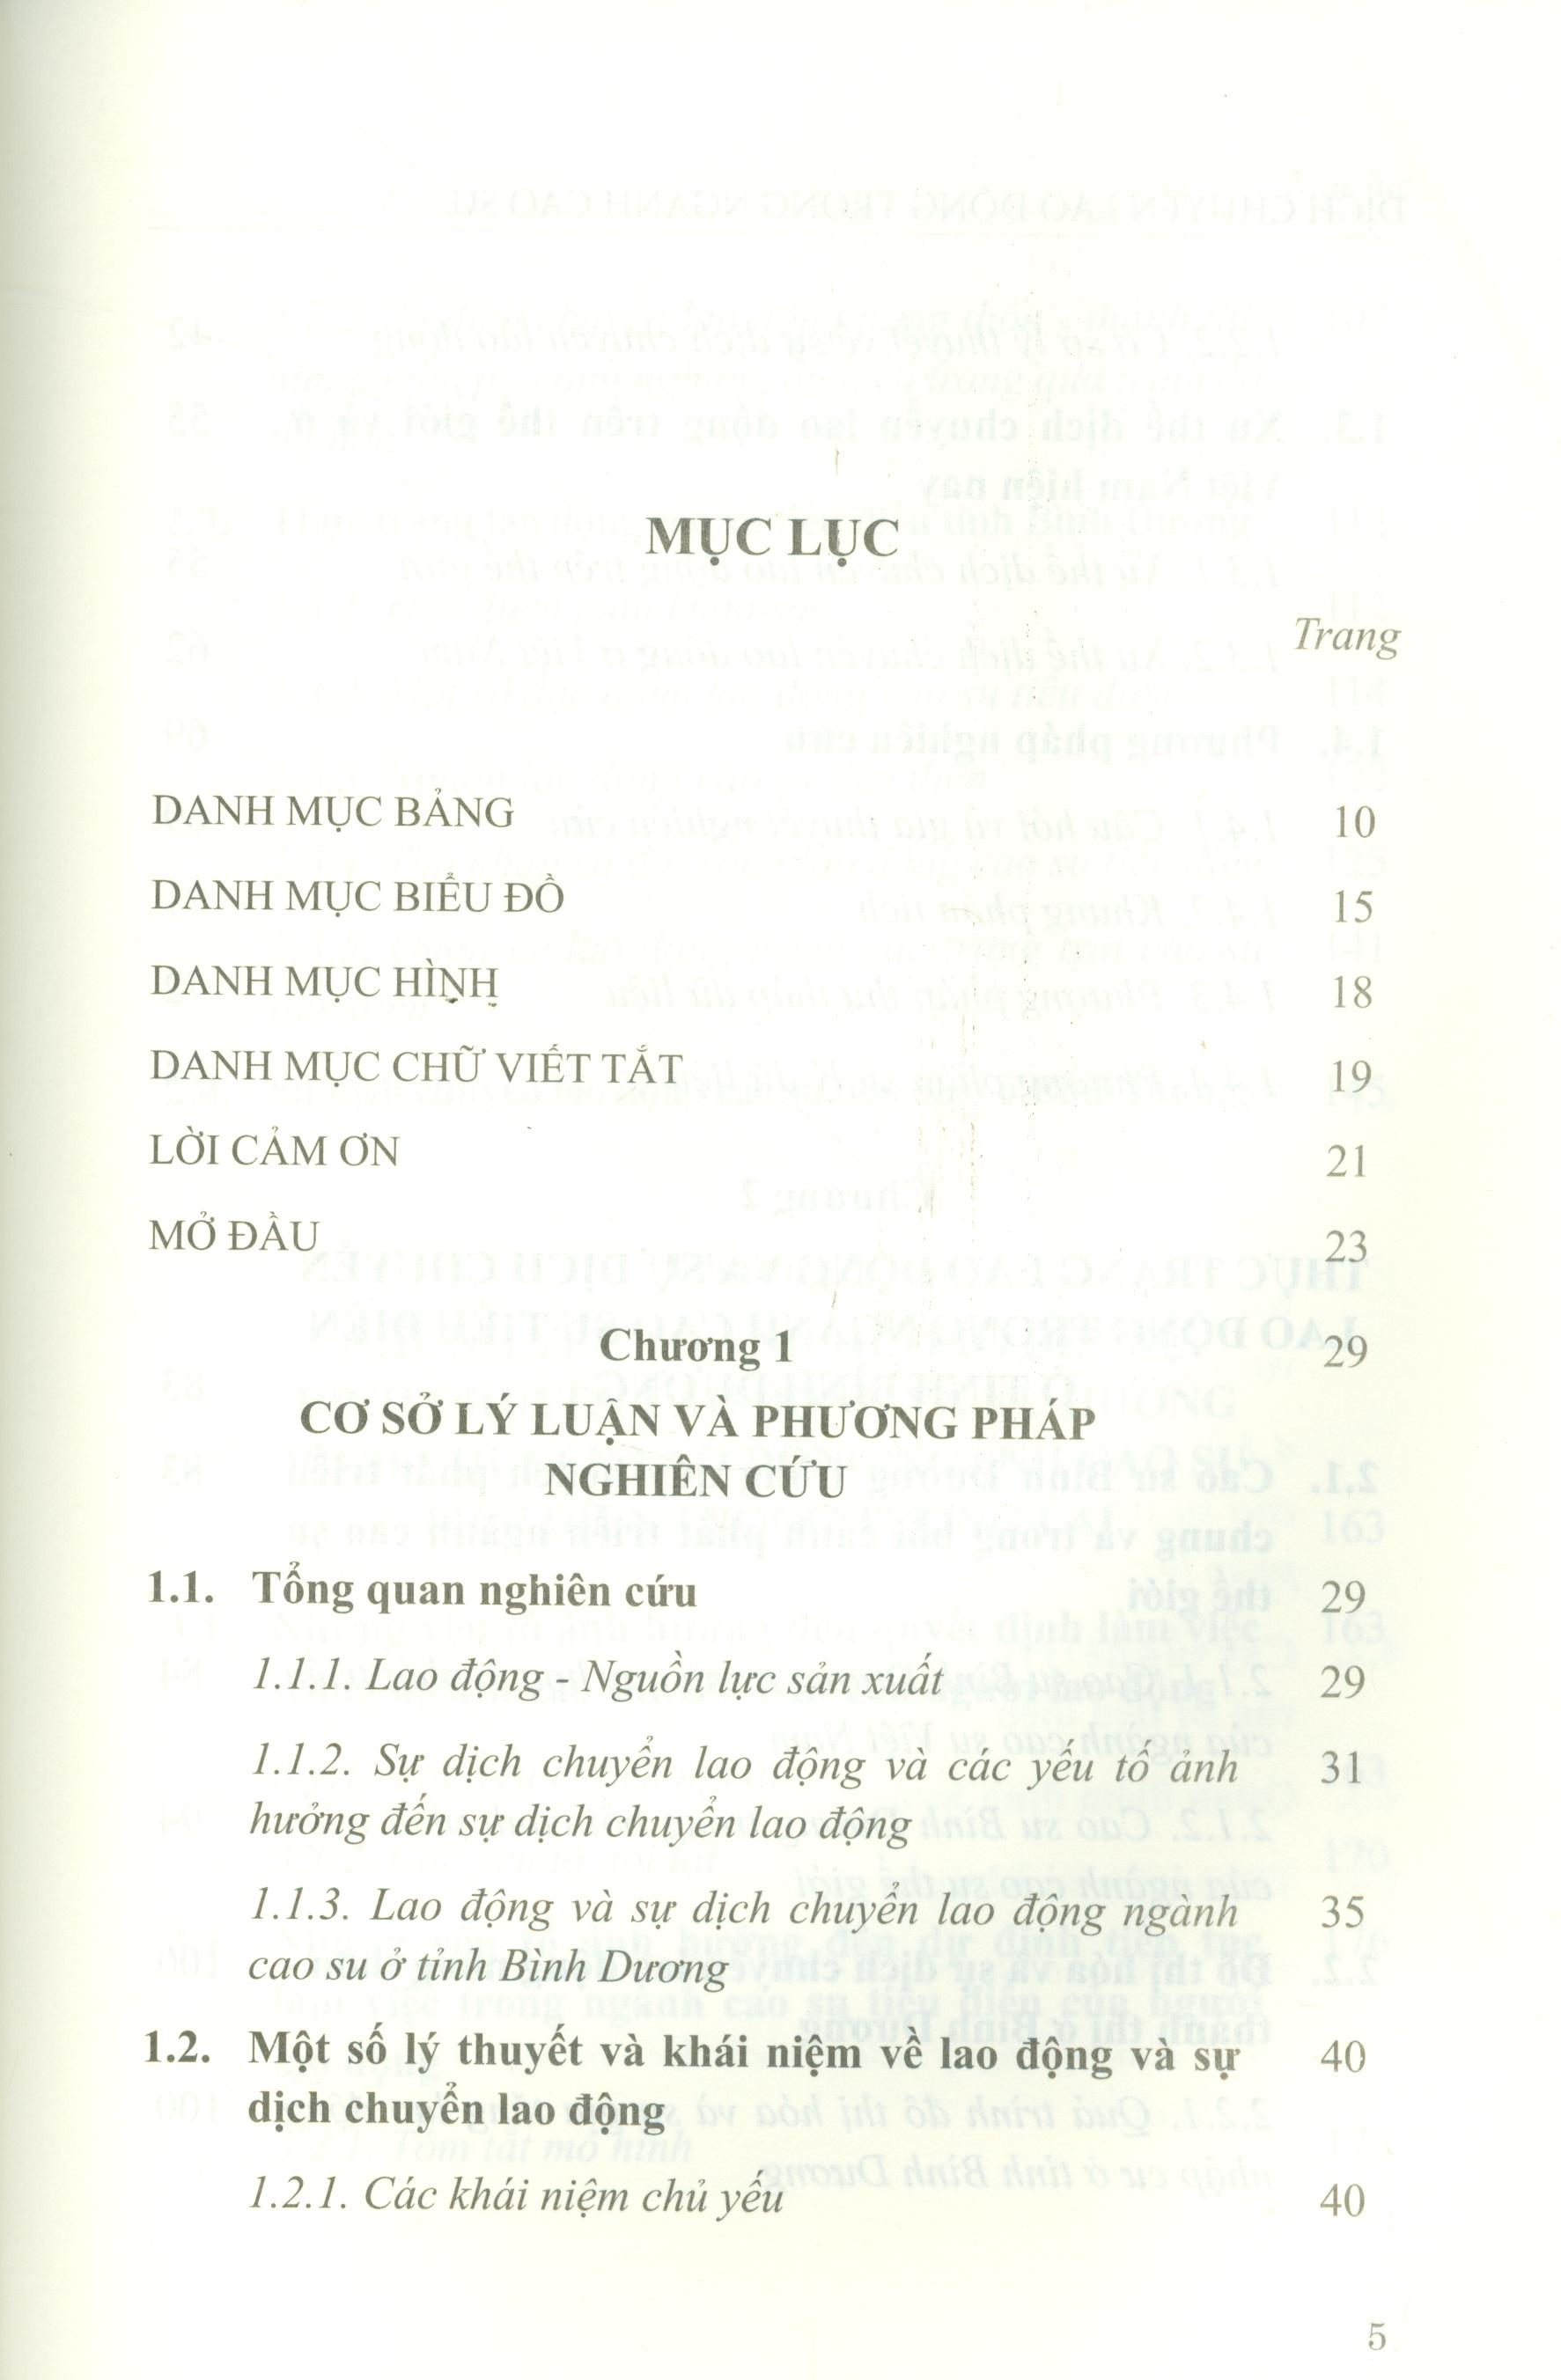 MỤC LỤC
Trang
DANH MỤC BẢNG 10
DANH MỤC BIỂU ĐỒ 15
DANH MỤC HÌNH 18
DANH MỤC CHỮ VIẾT TẮT 19
LỜI CẢM ƠN 21
MỞ ĐẦU 23
Chương 1 29
CƠ SỞ LÝ LUẬN VÀ PHƯƠNG PHÁP
NGHIÊN CỨU
1.1. Tổng quan nghiên cứu 29
1.1.1. Lao động - Nguồn lực sản xuất 29
1.1.2. Sự dịch chuyển lao động và các yếu tố ảnh 31
hưởng đến sự dịch chuyển lao động
1.1.3. Lao động và sự dịch chuyển lao động ngành 35
cao su ở tỉnh Bình Dương
1.2. Một số lý thuyết và khái niệm về lao động và sự 40
dịch chuyển lao động
1.2.1. Các khái niệm chủ yếu 40
5